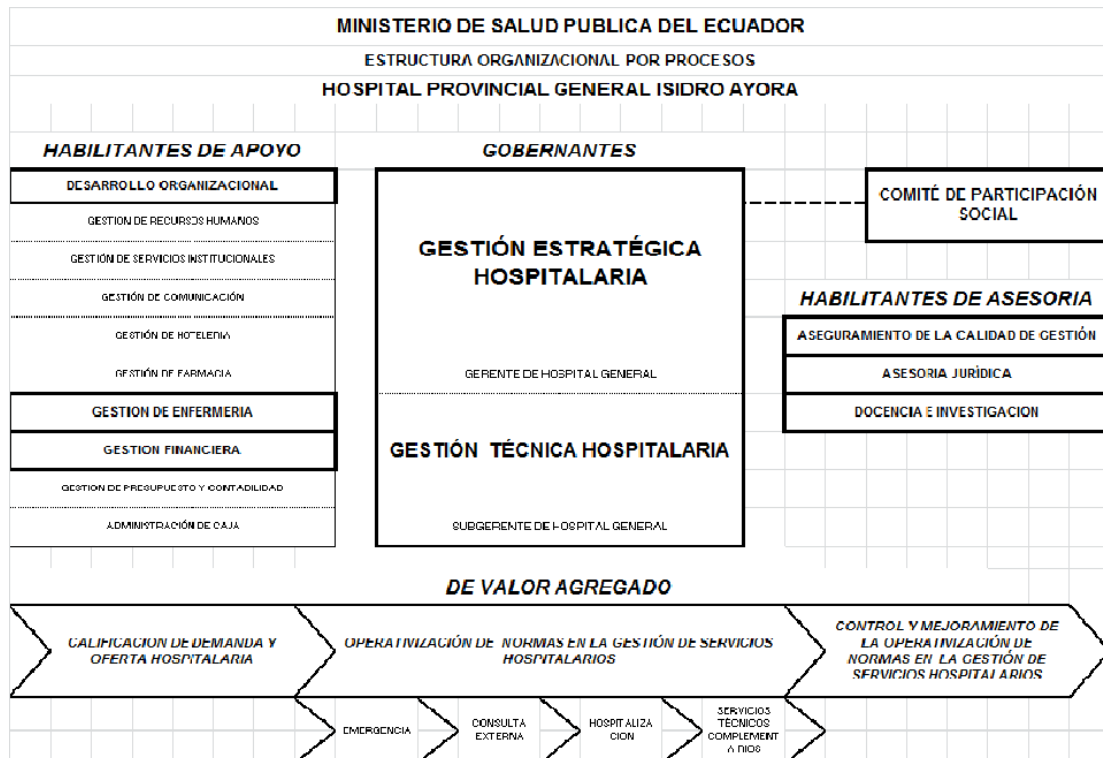 MINISTERIO DE SALUD PUBLICA DEL ECUADOR
ESTRUCTURA ORGANIZACIONAL POR PROCESOS
HOSPITAL PROVINCIAL GENERAL ISIDRO AYORA
HABILITANTES DE APOYO
DESARROLLO ORGANIZACIONAL
GESTION DE RECURSOS HUMANOS
GESTIÓN DE SERVICIOS INSTITUCIONALES
GESTIÓN DE COMUNICACIÓN
GESTIÓN DE HOTELERIA
GESTIÓN DE FARMACIA
GESTION DE ENFERMERIA
GESTION FINANCIERA
GESTION DE PRESUPUESTO Y CONTABILIDAD
ADMINISTRACIÓN DE CAJA
GOBERNANTES
GESTIÓN ESTRATÉGICA
HOSPITALARIA
GERENTE DE HOSPITAL GENERAL
GESTIÓN TÉCNICA HOSPITALARIA
SUBGERENTE DE HOSPITAL GENERAL
COMITÉ DE PARTICIPACIÓN
SOCIAL
HABILITANTES DE ASESORIA
ASEGURAMIENTO DE LA CALIDAD DE GESTIÓN
ASESORIA JURÍDICA
DOCENCIA E INVESTIGACION
DE VALOR AGREGADO
CALIFICACION DE DEMANDA Y
OFERTA HOSPITALARIA
OPERATIVIZACIÓN DE NORMAS EN LA GESTIÓN DE SERVICIOS
HOSPITALARIOS
CONTROL Y MEJORAMIENTO DE
LA OPERATIVIZACIÓN DE
NORMAS EN LA GESTIÓN DE
SERVICIOS HOSPITALARIOS
EMERGENCIA
CONSULTA
EXTERNA
HOSPITALIZA
CION
SERVICIOS
TÉCNICOS
COMPLEMENT
A RIOS